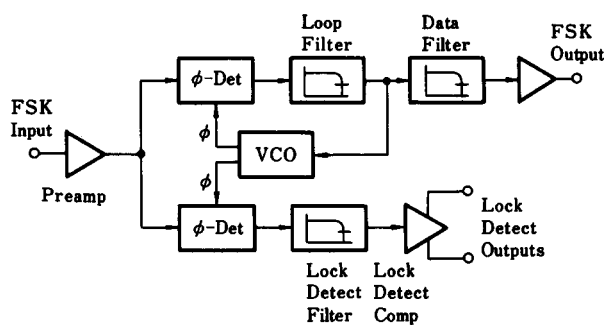 Loop
Filter
Data
Filter
FSK
Output
φ-Det
FSK
Input
φ
VCO
Preamp
φ
φ-Det
Lock
Detect
Outputs
Lock
Detect
Filter
Lock
Detect
Comp